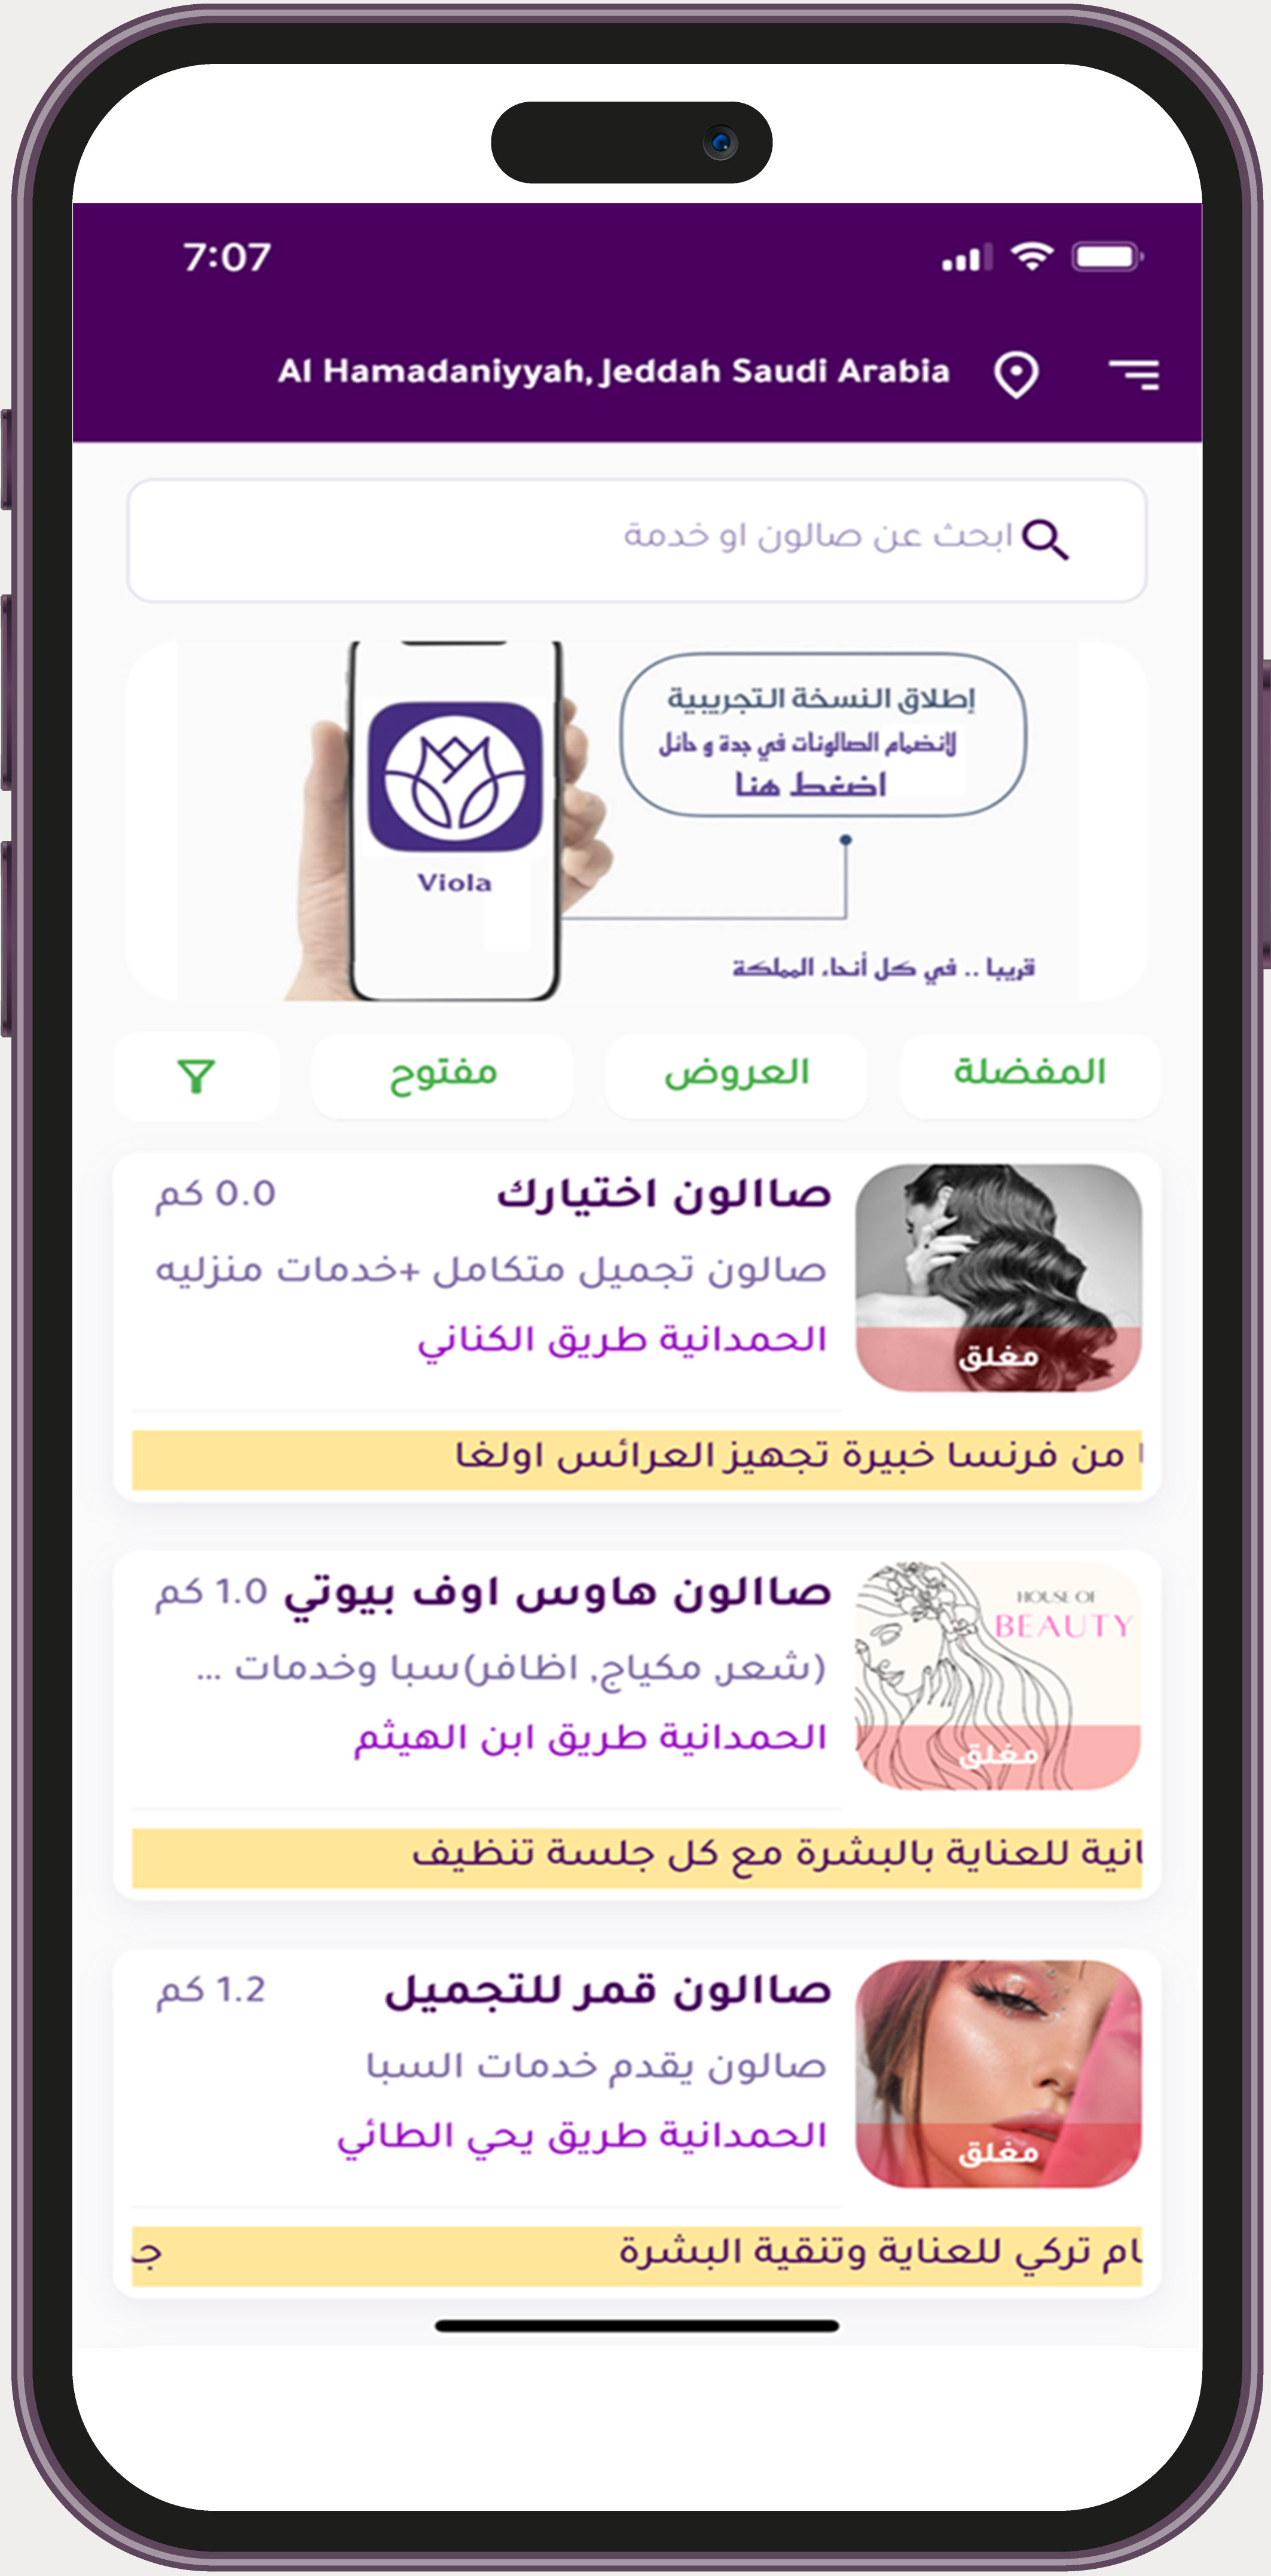 7:07
Al Hamadaniyyah, Jeddah Saudi Arabia
ابحث عن صالون او خدمة
إطلاق النسخة التجريبية
لانضمام الصالونات في جدة و حائل
اضغط هنا
Viola
قريبا .. في كل أنحاء المملكة
المفضلة
العروض
مفتوح
صاالون اختيارك
0.0 كم
صالون تجميل متكامل +خدمات منزليه
الحمدانية طريق الكناني
مغلق
من فرنسا خبيرة تجهيز العرائس اولغا
صاالون هاوس اوف بيوتي
1.0 كم
HOUSE OF
BEAUTY
(شعر, مكياج, اظافر)سبا وخدمات ...
الحمدانية طريق ابن الهيثم
مغلق
انية للعناية بالبشرة مع كل جلسة تنظيف
صاالون قمر للتجميل
1.2 كم
صالون يقدم خدمات السبا
الحمدانية طريق يحي الطائي
مغلق
ام تركي للعناية وتنقية البشرة